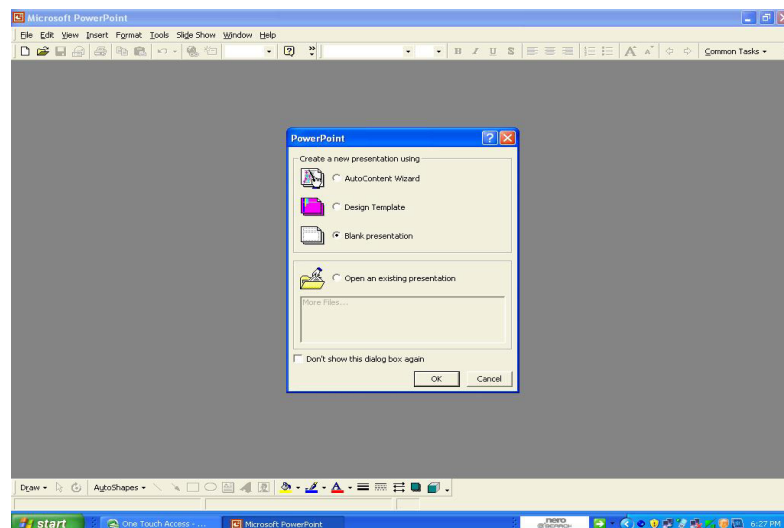 Microsoft PowerPoint
File Edit View Insert Format Tools Slide Show Window Help
B I U S A A Common Tasks
PowerPoint
Create a new presentation using
AutoContent Wizard
Design Template
Blank presentation
Open an existing presentation
More Files...
Don't show this dialog box again
OK Cancel
Draw AutoShapes A
start One Touch Access - ... Microsoft PowerPoint nero SEARCH 6:27 PM